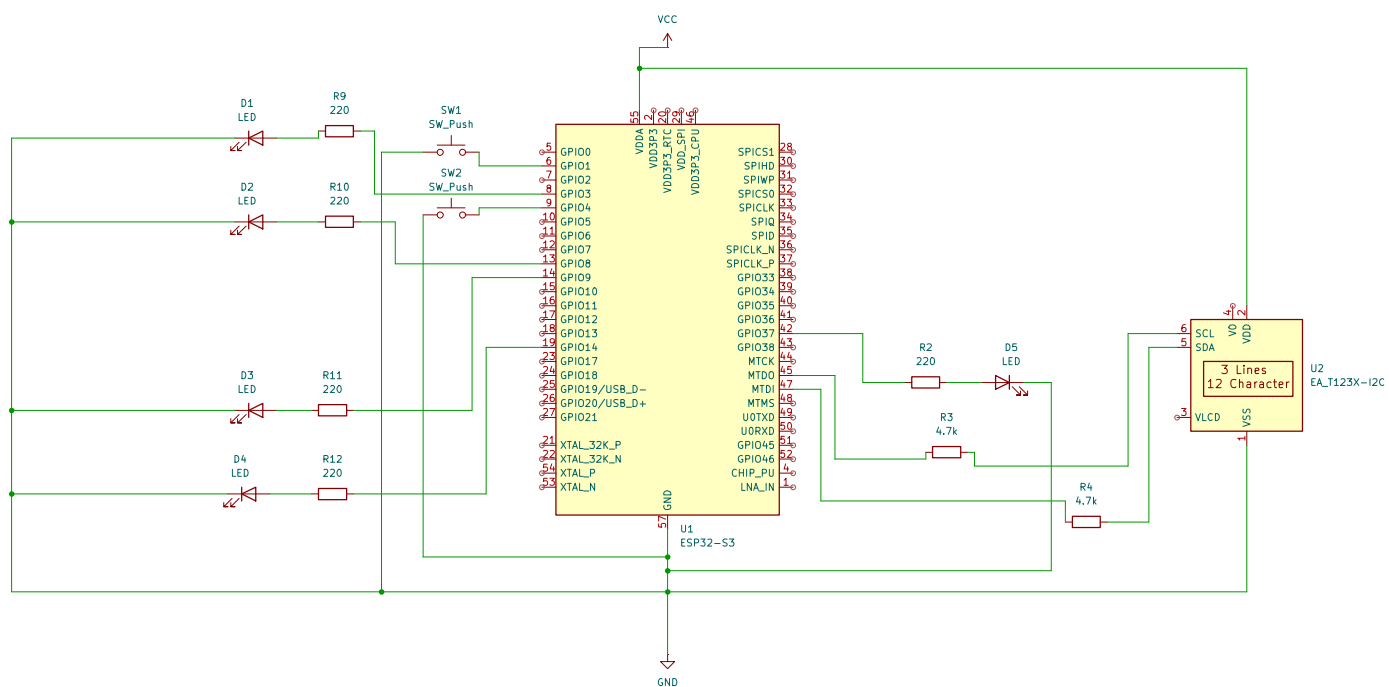 VCC
D1
LED
R9
220
SW1
SW_Push
D2
LED
R10
220
SW2
SW_Push
D3
LED
R11
220
D4
LED
R12
220
55
2
20
29
46
VDDA
VDD3P3
VDD3P3_RTC
VDD_SPI
VDD3P3_CPU
5 GPIO0
6 GPIO1
7 GPIO2
8 GPIO3
9 GPIO4
10 GPIO5
11 GPIO6
12 GPIO7
13 GPIO8
14 GPIO9
15 GPIO10
16 GPIO11
17 GPIO12
18 GPIO13
19 GPIO14
23 GPIO17
24 GPIO18
25 GPIO19/USB_D-
26 GPIO20/USB_D+
27 GPIO21
21 XTAL_32K_P
22 XTAL_32K_N
54 XTAL_P
53 XTAL_N
SPICS1 28
SPIHD 30
SPIWP 31
SPICS0 32
SPICLK 33
SPIQ 34
SPID 35
SPICLK_N 36
SPICLK_P 37
GPIO33 38
GPIO34 39
GPIO35 40
GPIO36 41
GPIO37 42
GPIO38 43
MTCK 44
MTDO 45
MTDI 47
MTMS 48
U0TXD 49
U0RXD 50
GPIO45 51
GPIO46 52
CHIP_PU 4
LNA_IN 1
GND
57
U1
ESP32-S3
R2
220
D5
LED
R3
4.7k
R4
4.7k
4
2
V0
VDD
6 SCL
5 SDA
3 Lines
12 Character
3 VLCD
VSS
1
U2
EA_T123X-I2C
GND